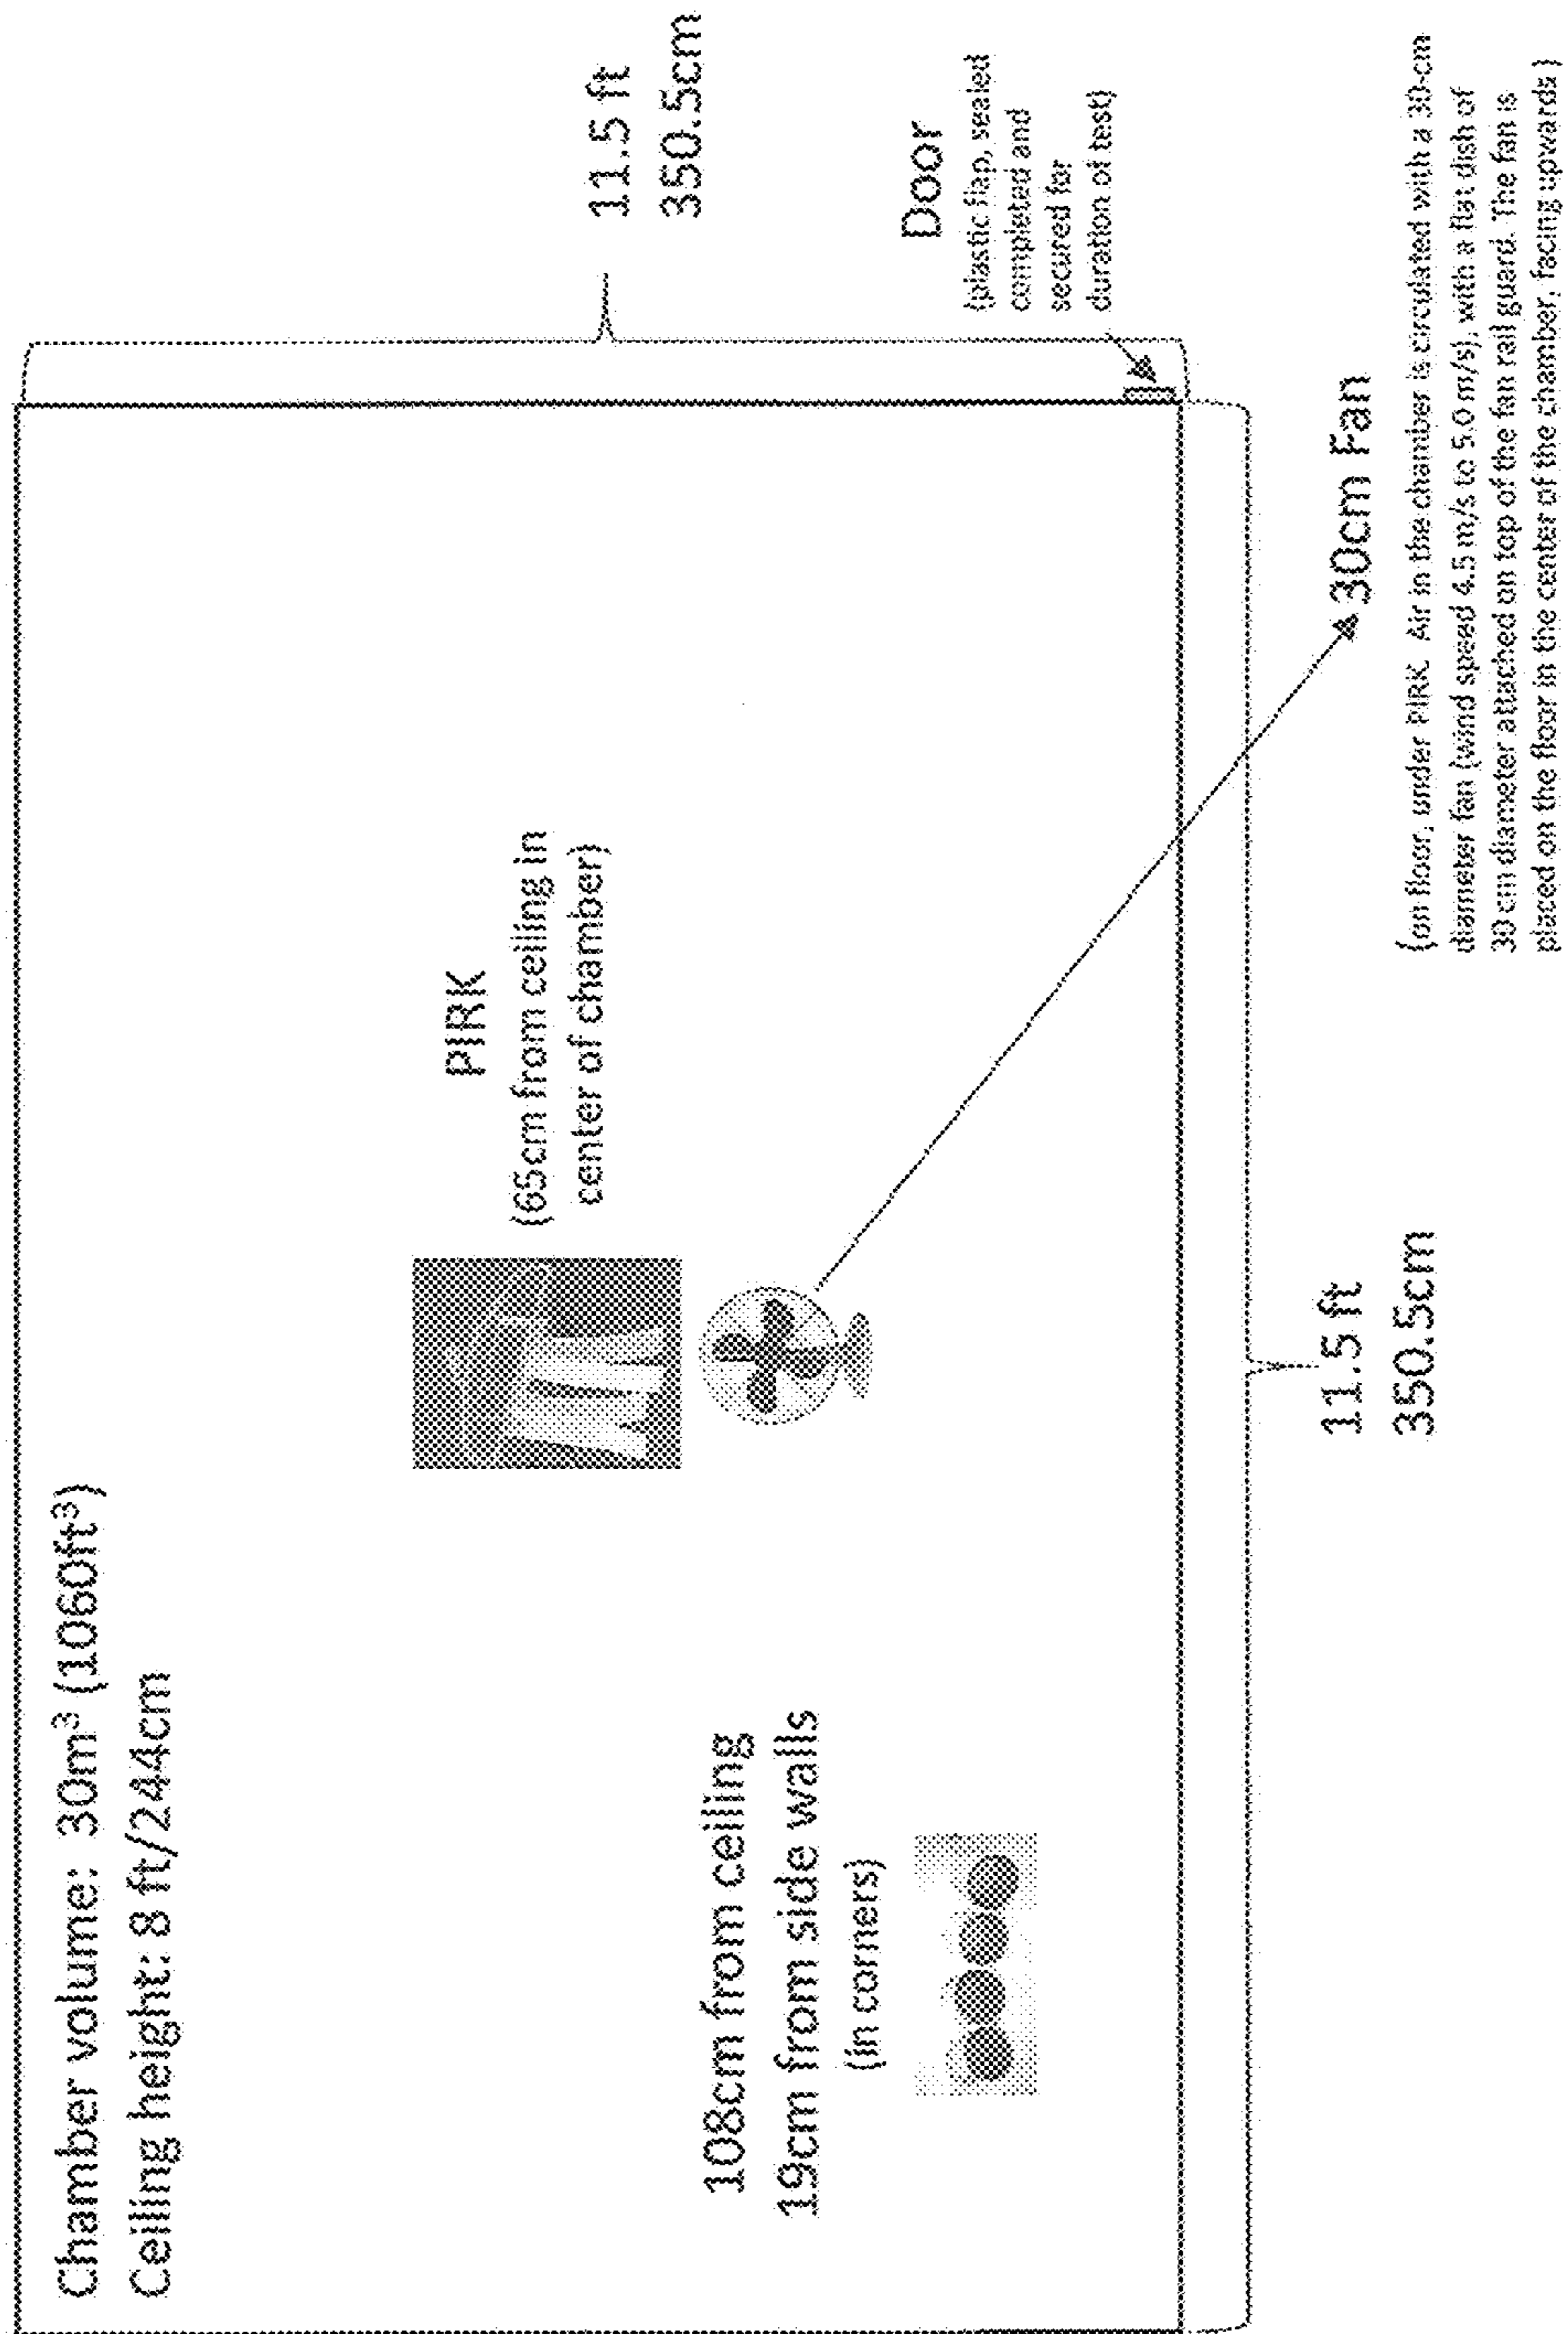 Chamber volume: 30m³ (1060ft³)
Ceiling height: 8 ft/244cm
PIRK
(65cm from ceiling in
center of chamber)
108cm from ceiling
19cm from side walls
(in corners)
11.5 ft
350.5cm
Door
(plastic flap, sealed
completed and
secured for
duration of test)
11.5 ft
350.5cm
30cm Fan
(on floor, under PIRK. Air in the chamber is circulated with a 30-cm
diameter fan (wind speed 4.5 m/s to 5.0 m/s), with a flat dish of
30 cm diameter attached on top of the fan rail guard. The fan is
placed on the floor in the center of the chamber, facing upwards)